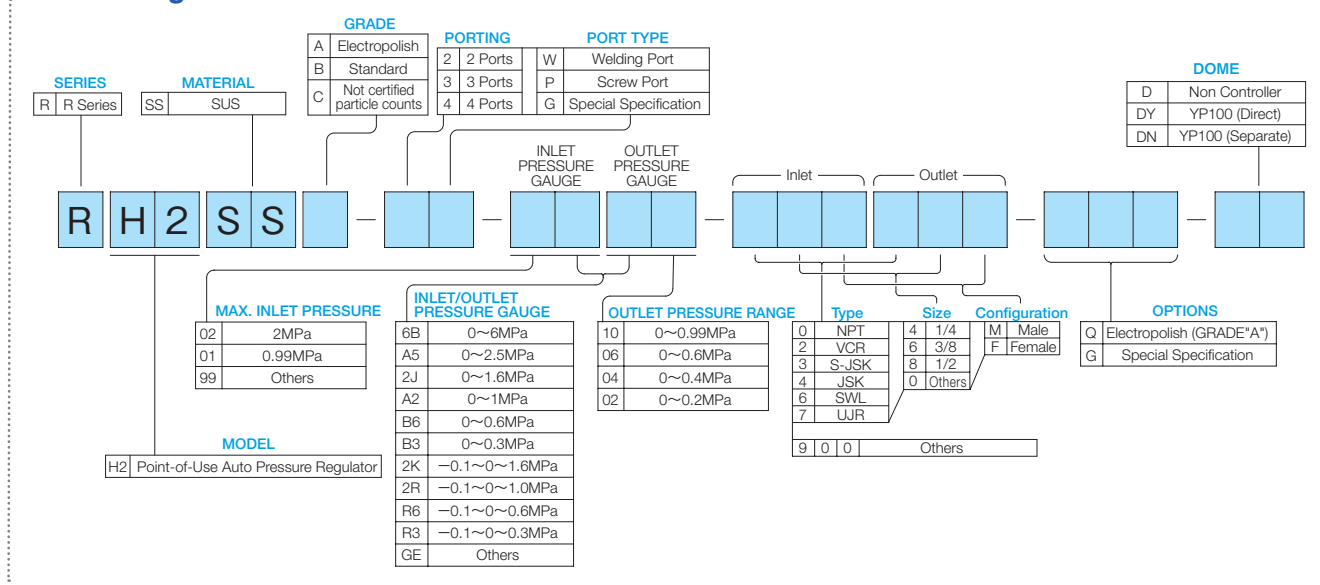 GRADE
A Electropolish
B Standard
C Not certified
particle counts
PORTING
2 2 Ports
3 3 Ports
4 4 Ports
PORT TYPE
W Welding Port
P Screw Port
G Special Specification
SERIES
R R Series
MATERIAL
SS SUS
DOME
D Non Controller
DY YP100 (Direct)
DN YP100 (Separate)
INLET
PRESSURE
GAUGE
OUTLET
PRESSURE
GAUGE
Inlet
Outlet
R H 2 S S — — — — —
MAX. INLET PRESSURE
02 2MPa
01 0.99MPa
99 Others
INLET/OUTLET
PRESSURE GAUGE
6B 0～6MPa
A5 0～2.5MPa
2J 0～1.6MPa
A2 0～1MPa
B6 0～0.6MPa
B3 0～0.3MPa
2K −0.1～0～1.6MPa
2R −0.1～0～1.0MPa
R6 −0.1～0～0.6MPa
R3 −0.1～0～0.3MPa
GE Others
OUTLET PRESSURE RANGE
10 0～0.99MPa
06 0～0.6MPa
04 0～0.4MPa
02 0～0.2MPa
Type
0 NPT
2 VCR
3 S-JSK
4 JSK
6 SWL
7 UJR
9 0 0 Others
Size
4 1/4
6 3/8
8 1/2
0 Others
Configuration
M Male
F Female
OPTIONS
Q Electropolish (GRADE"A")
G Special Specification
MODEL
H2 Point-of-Use Auto Pressure Regulator